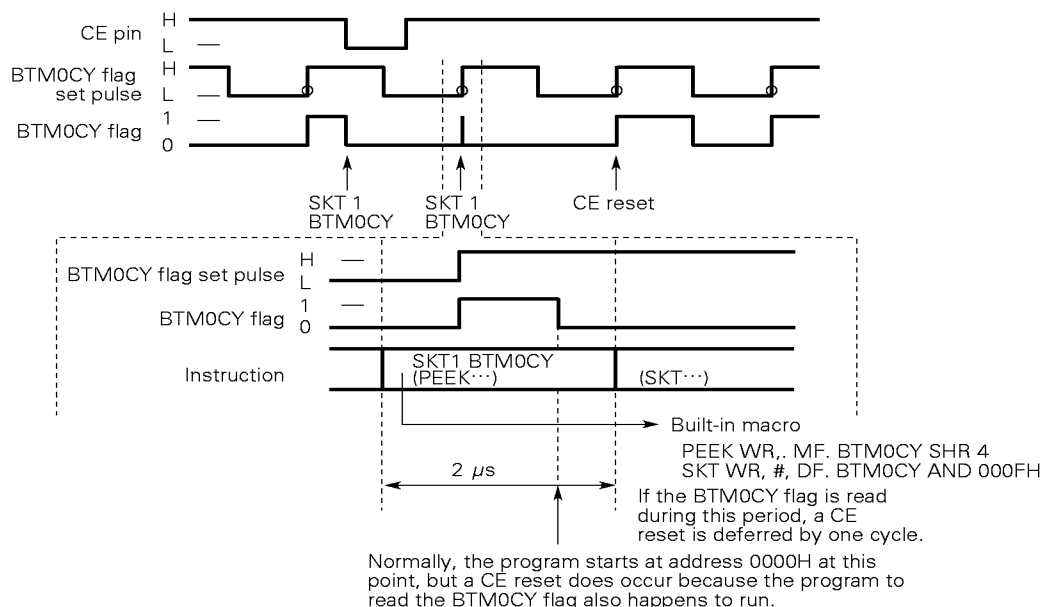 CE pin
H
L
BTM0CY flag
set pulse
H
L
BTM0CY flag
1
0
SKT 1
BTM0CY
SKT 1
BTM0CY
CE reset
BTM0CY flag set pulse
H
L
BTM0CY flag
1
0
Instruction
SKT1 BTM0CY
(PEEK···)
(SKT···)
Built-in macro
PEEK WR,. MF. BTM0CY SHR 4
SKT WR, #, DF. BTM0CY AND 000FH
2 µs
If the BTM0CY flag is read
during this period, a CE
reset is deferred by one cycle.
Normally, the program starts at address 0000H at this
point, but a CE reset does occur because the program to
read the BTM0CY flag also happens to run.